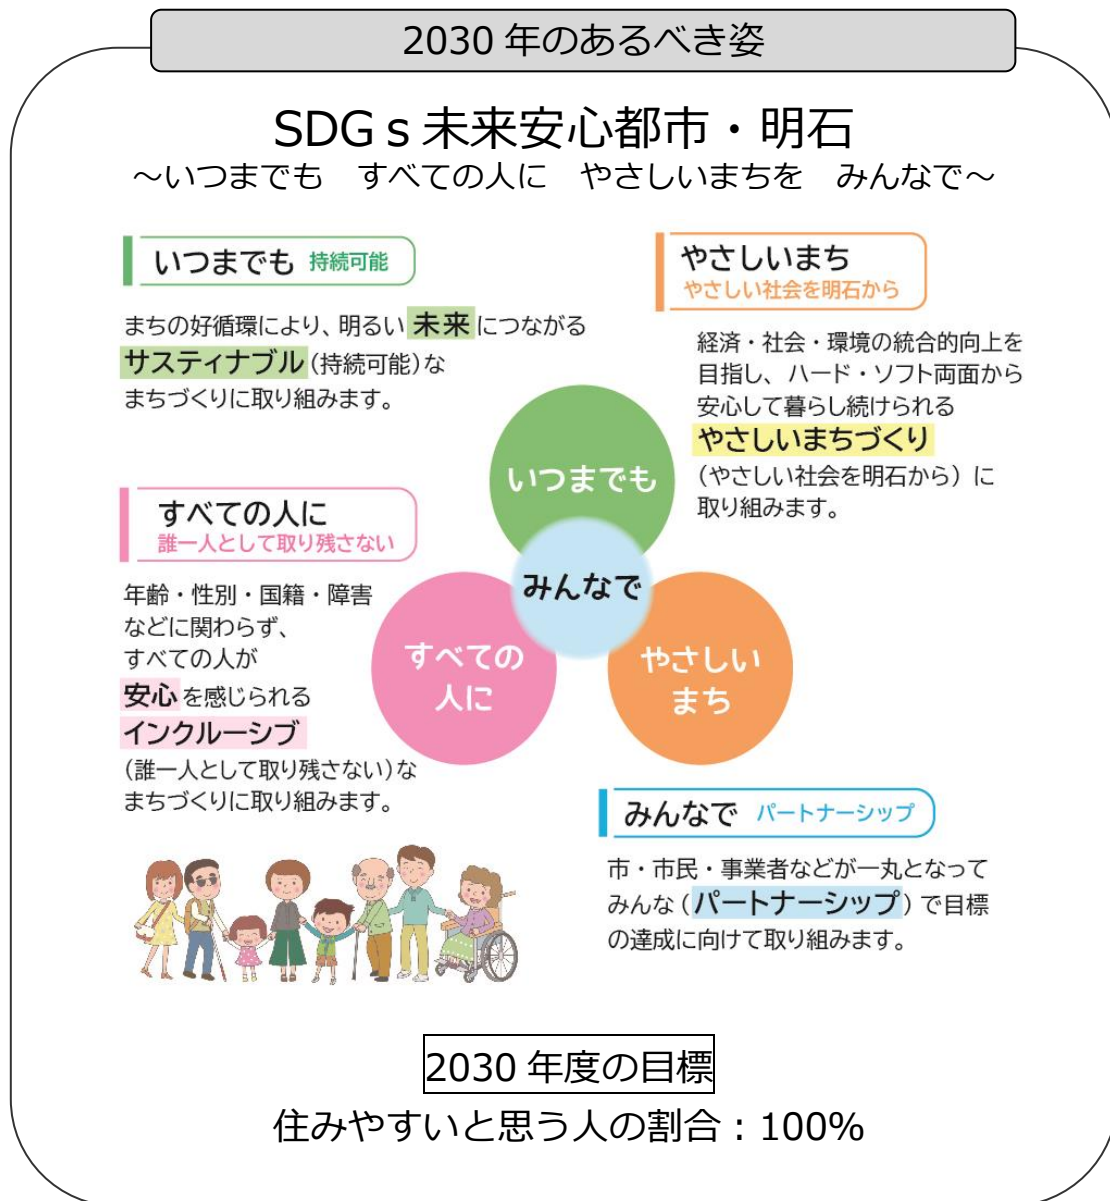 2030 年のあるべき姿
SDGｓ未来安心都市・明石
～いつまでも　すべての人に　やさしいまちを　みんなで～
いつまでも 持続可能
まちの好循環により、明るい 未来 につながる
サスティナブル (持続可能)な
まちづくりに取り組みます。
やさしいまち
やさしい社会を明石から
経済・社会・環境の統合的向上を
目指し、ハード・ソフト両面から
安心して暮らし続けられる
やさしいまちづくり
（やさしい社会を明石から）に
取り組みます。
すべての人に
誰一人として取り残さない
年齢・性別・国籍・障害
などに関わらず、
すべての人が
安心 を感じられる
インクルーシブ
(誰一人として取り残さない)な
まちづくりに取り組みます。
いつまでも
みんなで
すべての
人に
やさしい
まち
みんなで パートナーシップ
市・市民・事業者などが一丸となって
みんな(パートナーシップ)で目標
の達成に向けて取り組みます。
2030 年度の目標
住みやすいと思う人の割合：100%